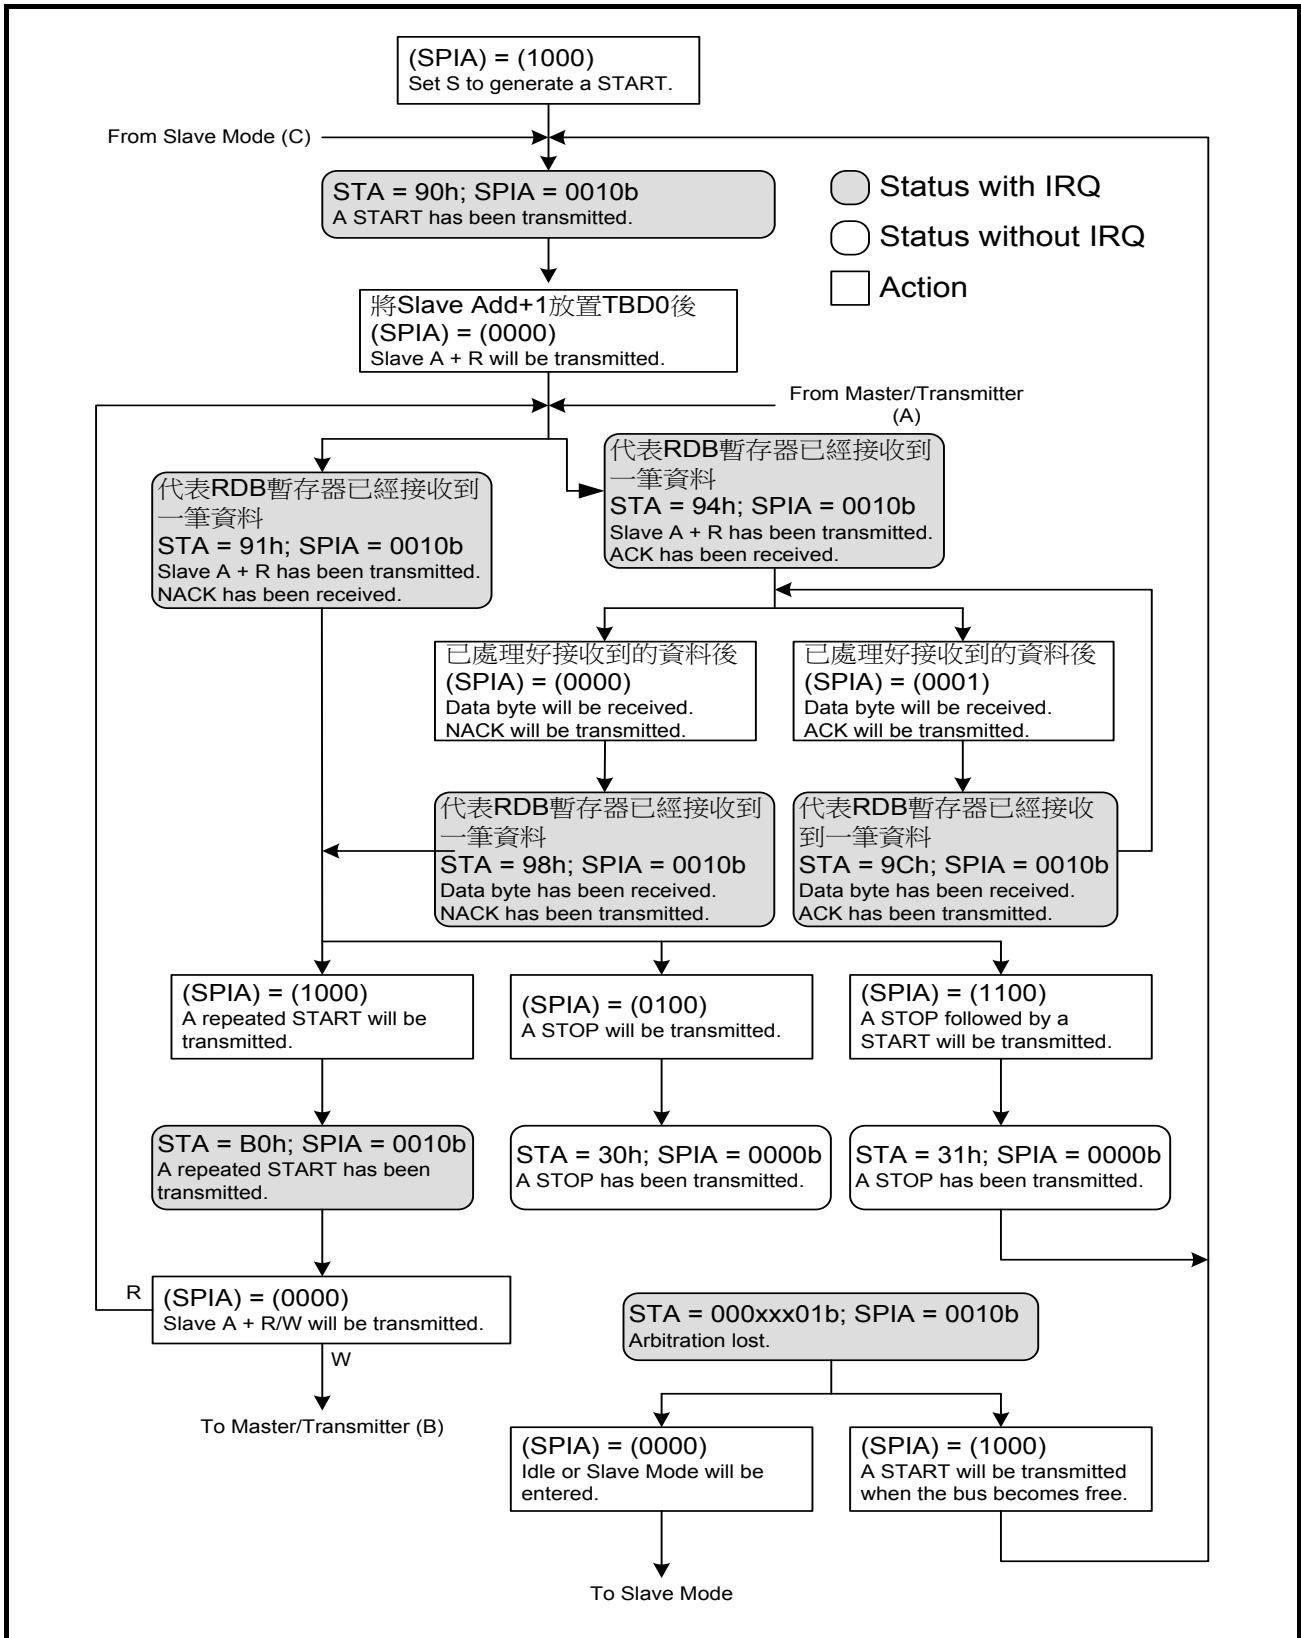 (SPIA) = (1000)
Set S to generate a START.
From Slave Mode (C)
STA = 90h; SPIA = 0010b
A START has been transmitted.
Status with IRQ
Status without IRQ
Action
將Slave Add+1放置TBD0後
(SPIA) = (0000)
Slave A + R will be transmitted.
From Master/Transmitter
(A)
代表RDB暫存器已經接收到
一筆資料
STA = 91h; SPIA = 0010b
Slave A + R has been transmitted.
NACK has been received.
代表RDB暫存器已經接收到
一筆資料
STA = 94h; SPIA = 0010b
Slave A + R has been transmitted.
ACK has been received.
已處理好接收到的資料後
(SPIA) = (0000)
Data byte will be received.
NACK will be transmitted.
已處理好接收到的資料後
(SPIA) = (0001)
Data byte will be received.
ACK will be transmitted.
代表RDB暫存器已經接收到
一筆資料
STA = 98h; SPIA = 0010b
Data byte has been received.
NACK has been transmitted.
代表RDB暫存器已經接收
到一筆資料
STA = 9Ch; SPIA = 0010b
Data byte has been received.
ACK has been transmitted.
(SPIA) = (1000)
A repeated START will be
transmitted.
(SPIA) = (0100)
A STOP will be transmitted.
(SPIA) = (1100)
A STOP followed by a
START will be transmitted.
STA = B0h; SPIA = 0010b
A repeated START has been
transmitted.
STA = 30h; SPIA = 0000b
A STOP has been transmitted.
STA = 31h; SPIA = 0000b
A STOP has been transmitted.
R
(SPIA) = (0000)
Slave A + R/W will be transmitted.
W
To Master/Transmitter (B)
STA = 000xxx01b; SPIA = 0010b
Arbitration lost.
(SPIA) = (0000)
Idle or Slave Mode will be
entered.
(SPIA) = (1000)
A START will be transmitted
when the bus becomes free.
To Slave Mode